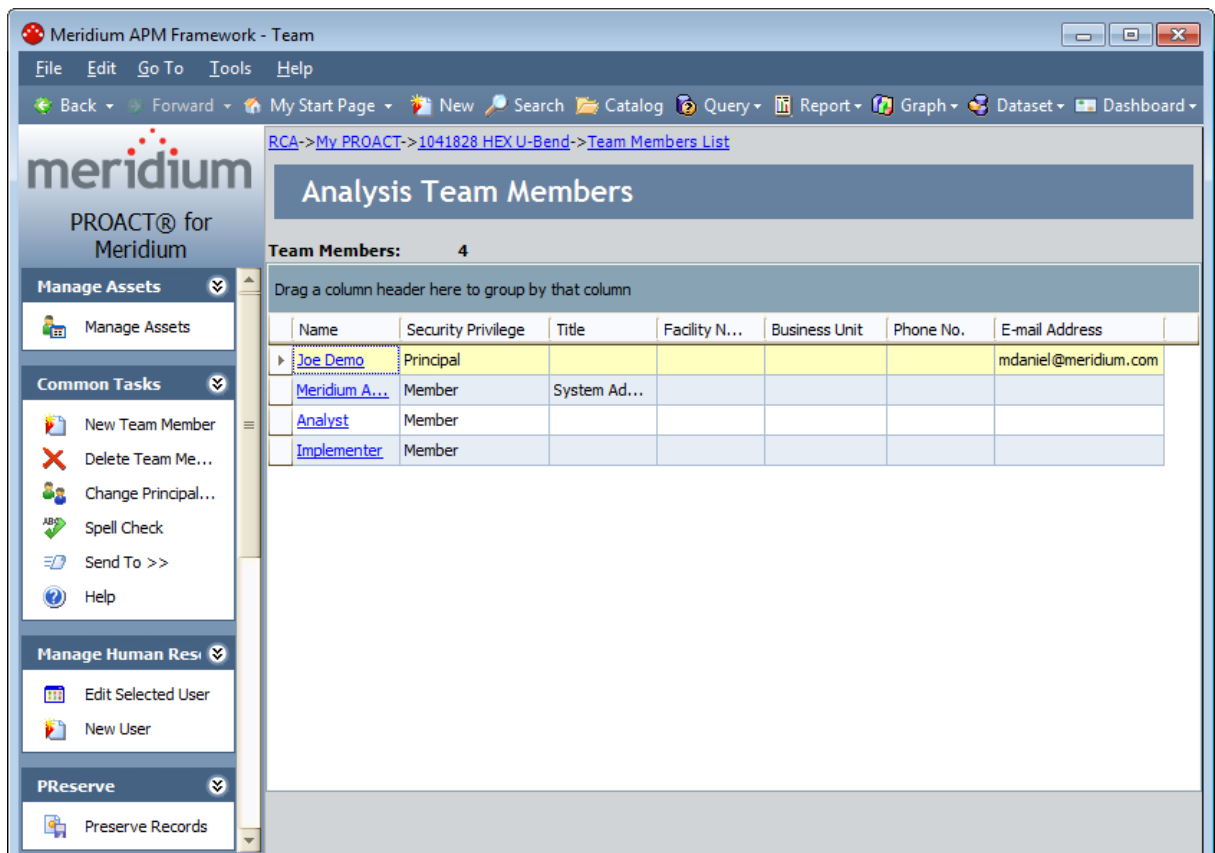 Meridium APM Framework - Team
File Edit Go To Tools Help
Back Forward My Start Page New Search Catalog Query Report Graph Dataset Dashboard
meridium
PROACT® for
Meridium
RCA->My PROACT->1041828 HEX U-Bend->Team Members List
Analysis Team Members
Team Members: 4
Drag a column header here to group by that column
Name Security Privilege Title Facility N... Business Unit Phone No. E-mail Address
Joe Demo Principal mdaniel@meridium.com
Meridium A... Member System Ad...
Analyst Member
Implementer Member
Manage Assets
Manage Assets
Common Tasks
New Team Member
Delete Team Me...
Change Principal...
ABC
Spell Check
Send To >>
Help
Manage Human Res
Edit Selected User
New User
PReserve
Preserve Records